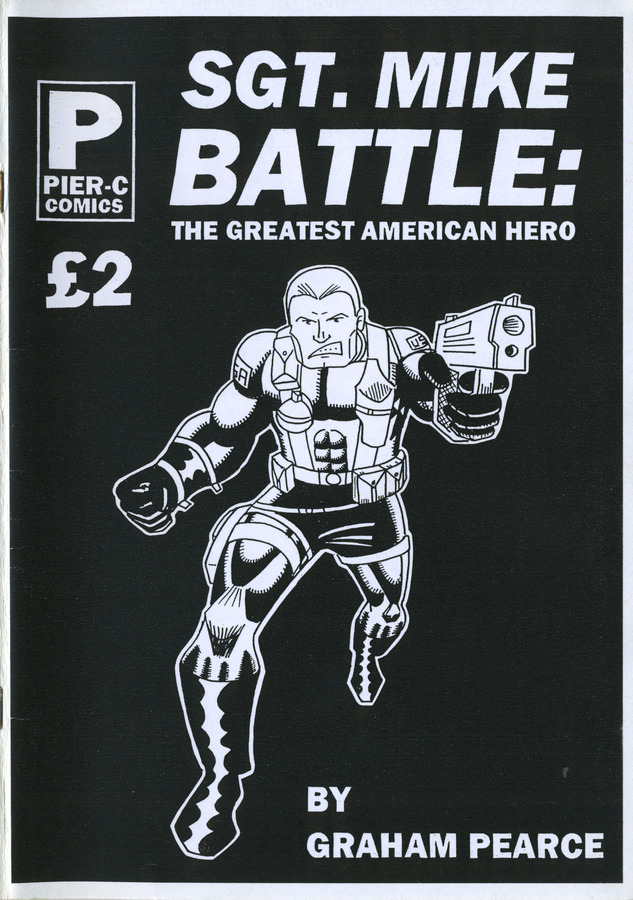 SGT. MIKE
BATTLE:
THE GREATEST AMERICAN HERO
P
PIER-C
COMICS
£2
BY
GRAHAM PEARCE